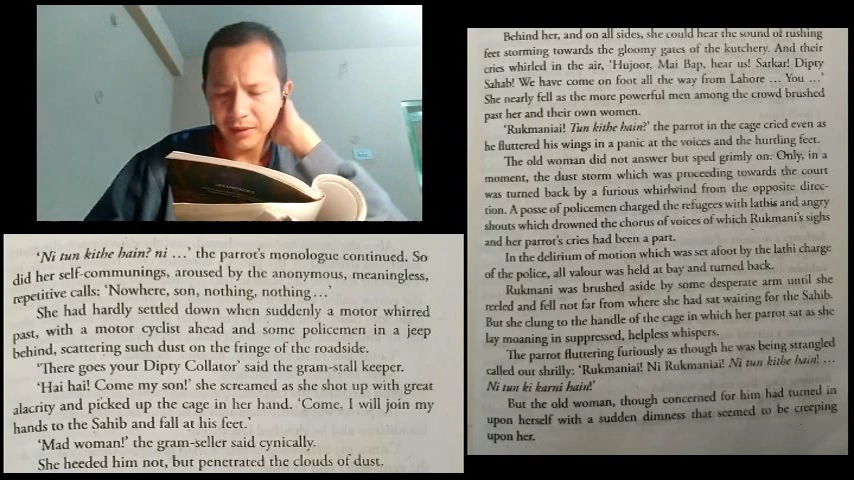 'Ni tun kithe hain? ni …' the parrot's monologue continued. So
did her self-communings, aroused by the anonymous, meaningless,
repetitive calls: 'Nowhere, son, nothing, nothing …'
She had hardly settled down when suddenly a motor whirred
past, with a motor cyclist ahead and some policemen in a jeep
behind, scattering such dust on the fringe of the roadside.
'There goes your Dipty Collator' said the gram-stall keeper.
'Hai hai! Come my son!' she screamed as she shot up with great
alacrity and picked up the cage in her hand. 'Come, I will join my
hands to the Sahib and fall at his feet.'
'Mad woman!' the gram-seller said cynically.
She heeded him not, but penetrated the clouds of dust.
Behind her, and on all sides, she could hear the sound of rushing
feet storming towards the gloomy gates of the kutchery. And their
cries whirled in the air, 'Hujoor, Mai Bap, hear us! Sarkar! Dipty
Sahab! We have come on foot all the way from Lahore … You …'
She nearly fell as the more powerful men among the crowd brushed
past her and their own women.
'Rukmaniai! Tun kithe hain?' the parrot in the cage cried even as
he fluttered his wings in a panic at the voices and the hurtling feet.
The old woman did not answer but sped grimly on. Only, in a
moment, the dust storm which was proceeding towards the court
was turned back by a furious whirlwind from the opposite direc-
tion. A posse of policemen charged the refugees with lathis and angry
shouts which drowned the chorus of voices of which Rukmani's sighs
and her parrot's cries had been a part.
In the delirium of motion which was set afoot by the lathi charge
of the police, all valour was held at bay and turned back.
Rukmani was brushed aside by some desperate arm until she
reeled and fell not far from where she had sat waiting for the Sahib.
But she clung to the handle of the cage in which her parrot sat as she
lay moaning in suppressed, helpless whispers.
The parrot fluttering furiously as though he was being strangled
called out shrilly: 'Rukmaniai! Ni Rukmaniai! Ni tun kithe hain! …
Ni tun ki karni hain!'
But the old woman, though concerned for him had turned in
upon herself with a sudden dimness that seemed to be creeping
upon her.